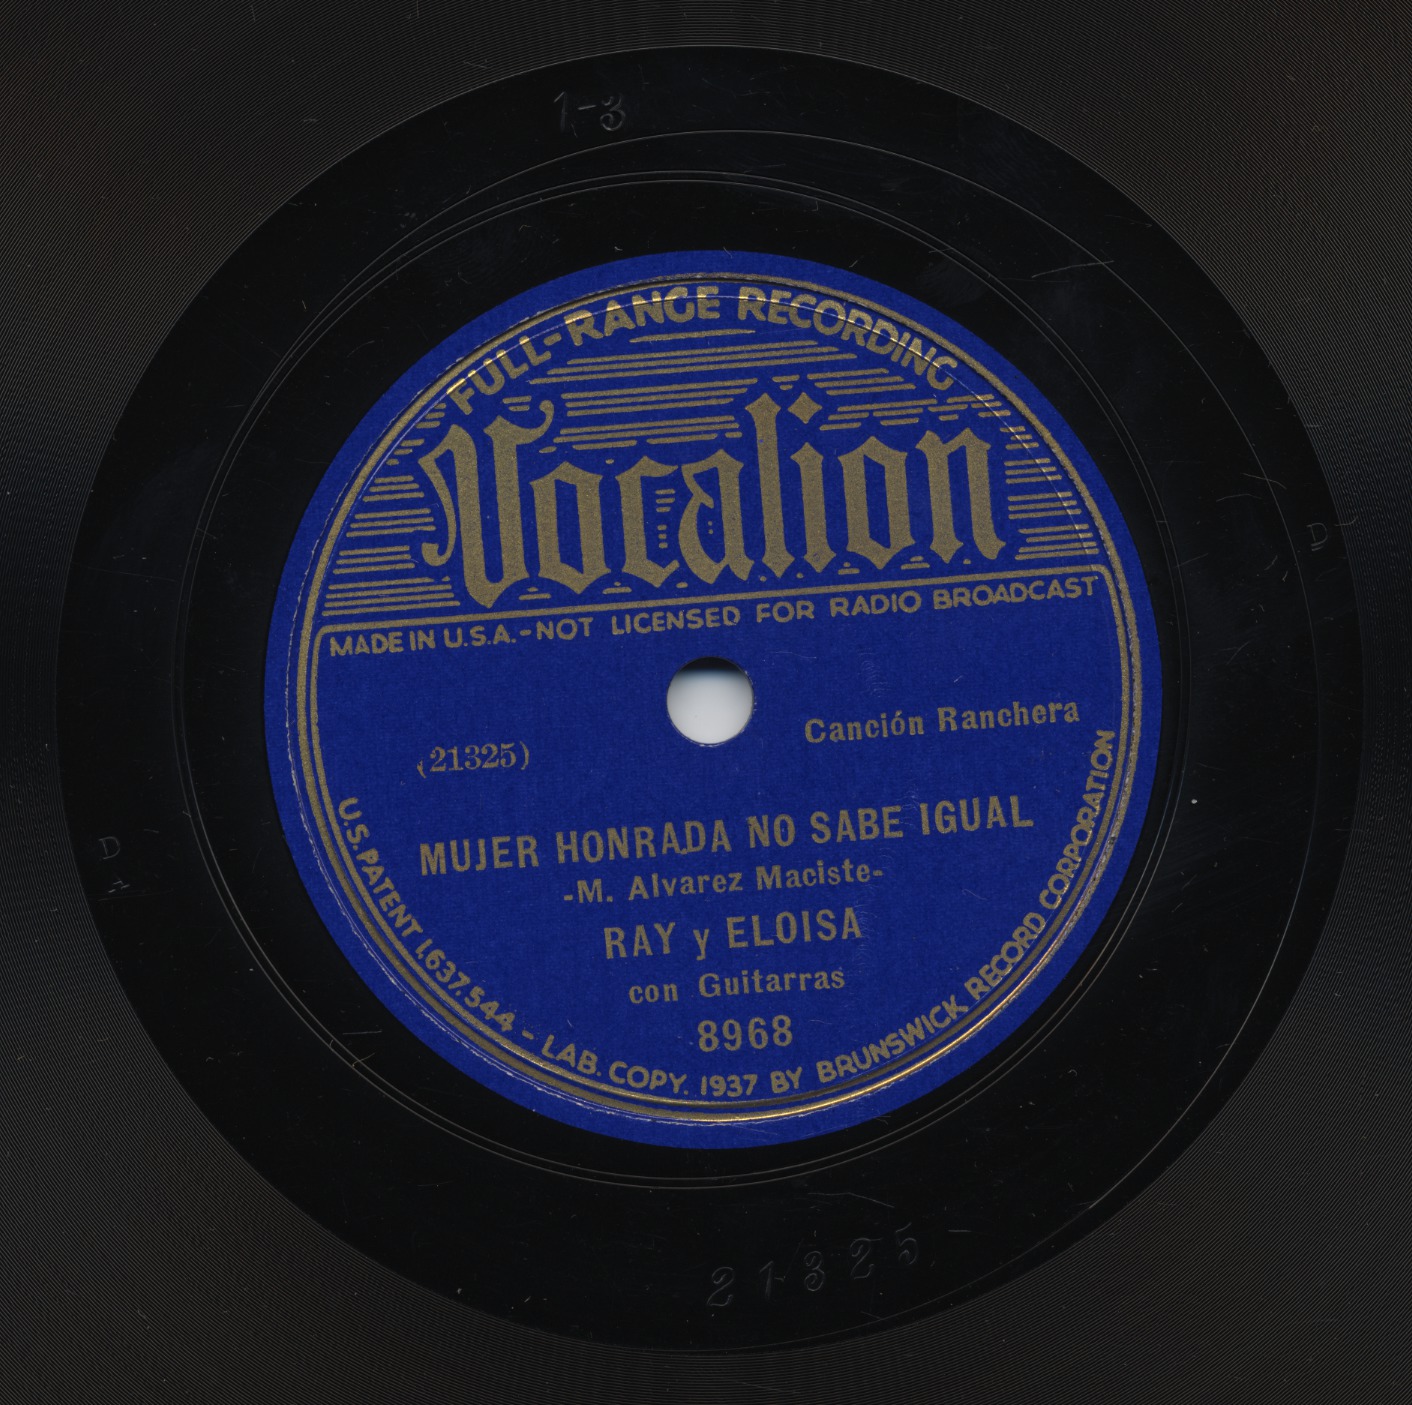 1-3
FULL-RANGE RECORDING
Vocalion
MADE IN U.S.A.-NOT LICENSED FOR RADIO BROADCAST
Canción Ranchera
(21325)
MUJER HONRADA NO SABE IGUAL
-M. Alvarez Maciste-
RAY y ELOISA
con Guitarras
8968
U.S. PATENT 1,637,544 - LAB. COPY. 1937 BY BRUNSWICK RECORD CORPORATION
D
D
21325